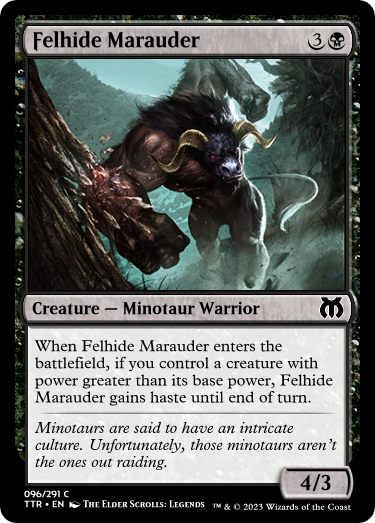 Felhide Marauder 3
Creature — Minotaur Warrior
When Felhide Marauder enters the
battlefield, if you control a creature with
power greater than its base power, Felhide
Marauder gains haste until end of turn.
Minotaurs are said to have an intricate
culture. Unfortunately, those minotaurs aren't
the ones out raiding.
4/3
096/291 C
TTR • EN The Elder Scrolls: Legends ™ & © 2023 Wizards of the Coast